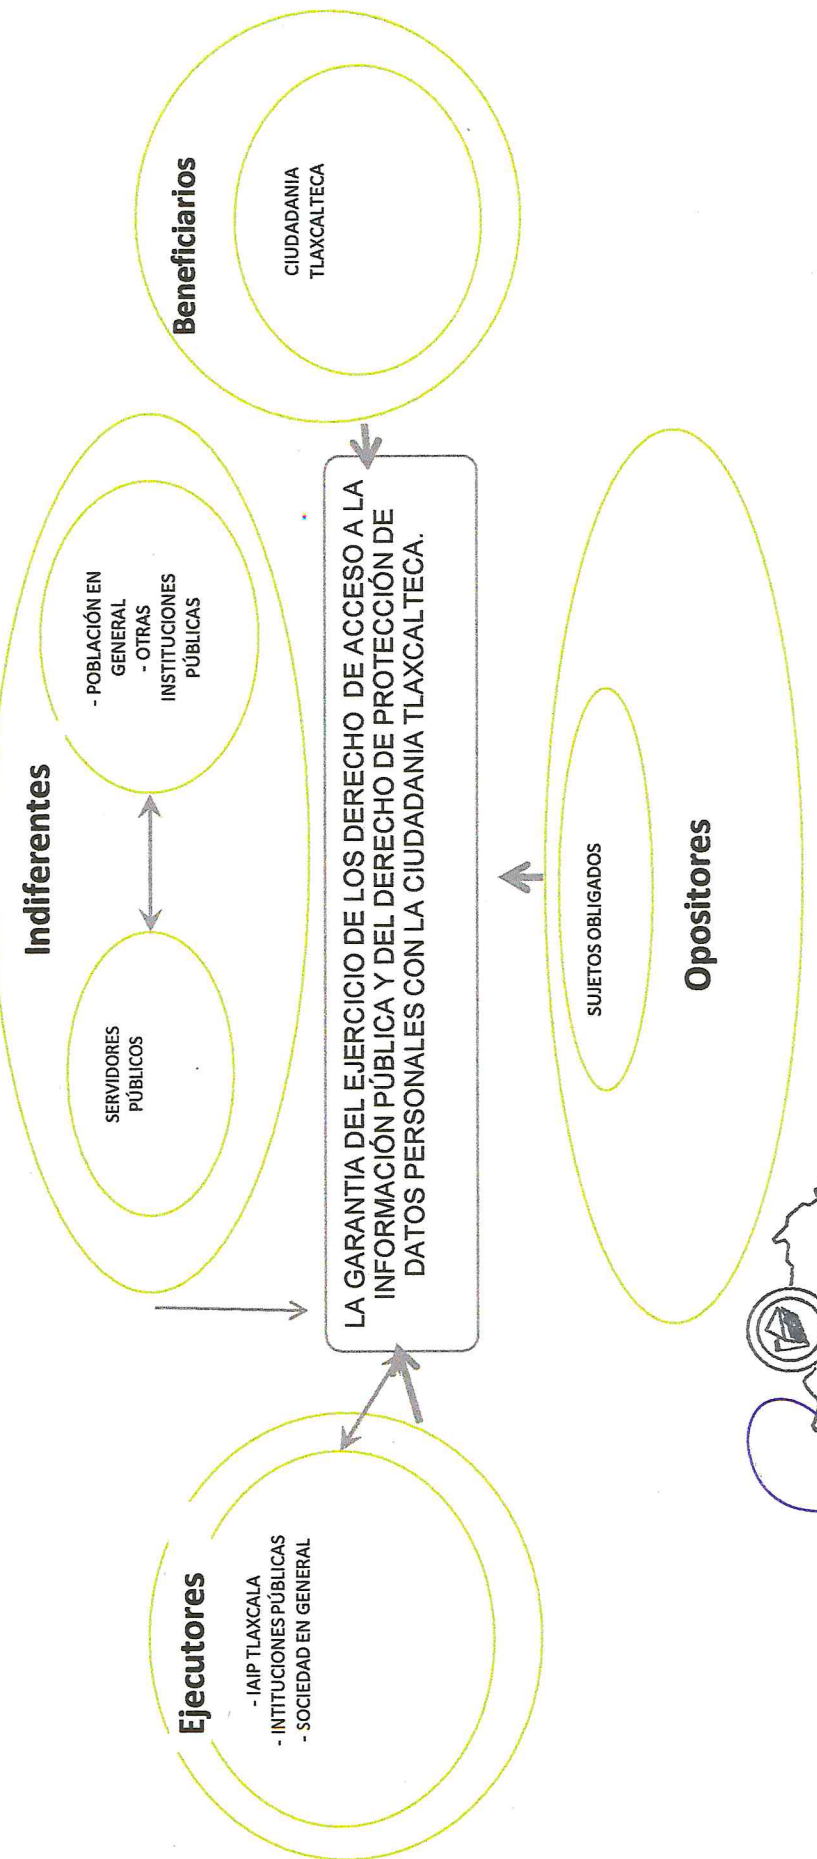 Indiferentes
SERVIDORES
PÚBLICOS
- POBLACIÓN EN
GENERAL
- OTRAS
INSTITUCIONES
PÚBLICAS
Ejecutores
- IAIP TLAXCALA
- INTITUCIONES PÚBLICAS
- SOCIEDAD EN GENERAL
LA GARANTIA DEL EJERCICIO DE LOS DERECHO DE ACCESO A LA
INFORMACIÓN PÚBLICA Y DEL DERECHO DE PROTECCIÓN DE
DATOS PERSONALES CON LA CIUDADANIA TLAXCALTECA.
Beneficiarios
CIUDADANIA
TLAXCALTECA
SUJETOS OBLIGADOS
Opositores